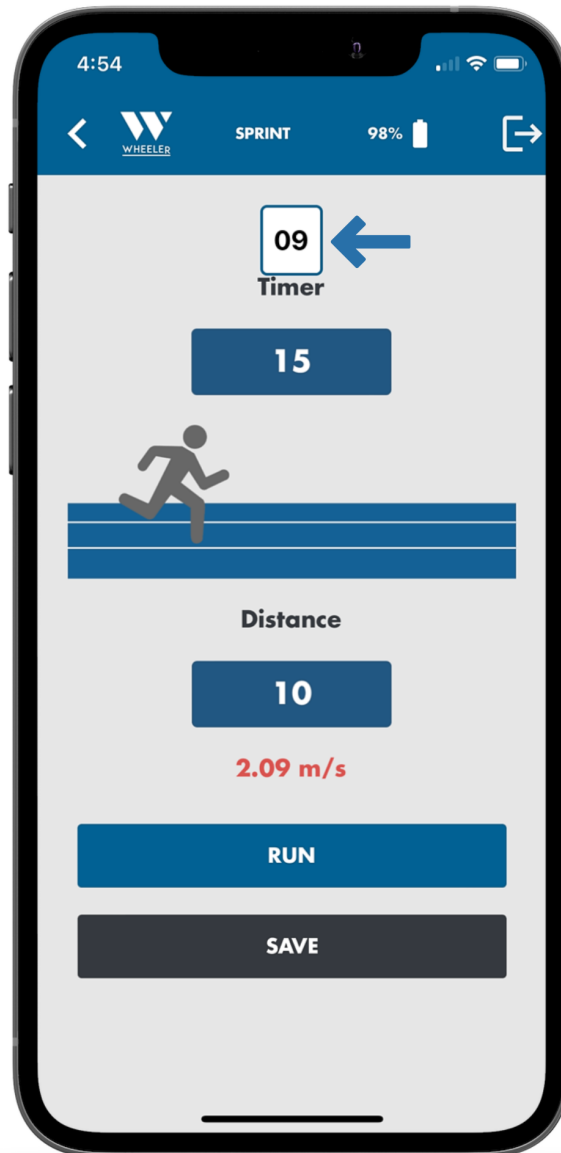 4:54
WHEELER
SPRINT
98%
09
Timer
15
Distance
10
2.09 m/s
RUN
SAVE